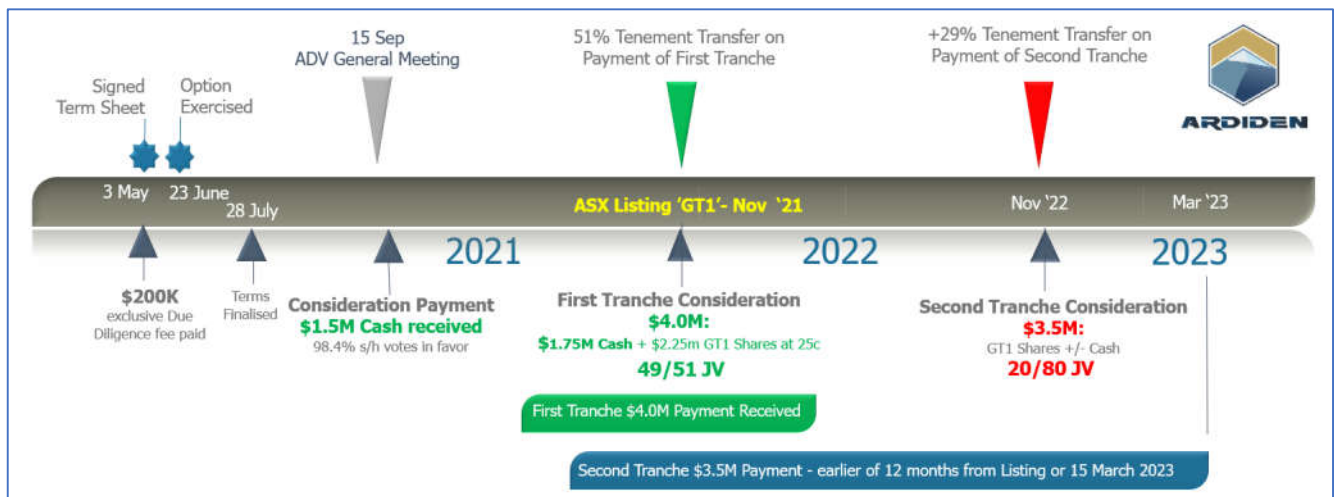 15 Sep
ADV General Meeting
51% Tenement Transfer on
Payment of First Tranche
+29% Tenement Transfer on
Payment of Second Tranche
ARDIDEN
Signed
Term Sheet
Option
Exercised
3 May
23 June
28 July
ASX Listing ‘GT1’- Nov ‘21
Nov ‘22
Mar ‘23
2021
2022
2023
$200K
exclusive Due
Diligence fee paid
Terms
Finalised
Consideration Payment
$1.5M Cash received
98.4% s/h votes in favor
First Tranche Consideration
$4.0M:
$1.75M Cash + $2.25m GT1 Shares at 25c
49/51 JV
Second Tranche Consideration
$3.5M:
GT1 Shares +/- Cash
20/80 JV
First Tranche $4.0M Payment Received
Second Tranche $3.5M Payment - earlier of 12 months from Listing or 15 March 2023